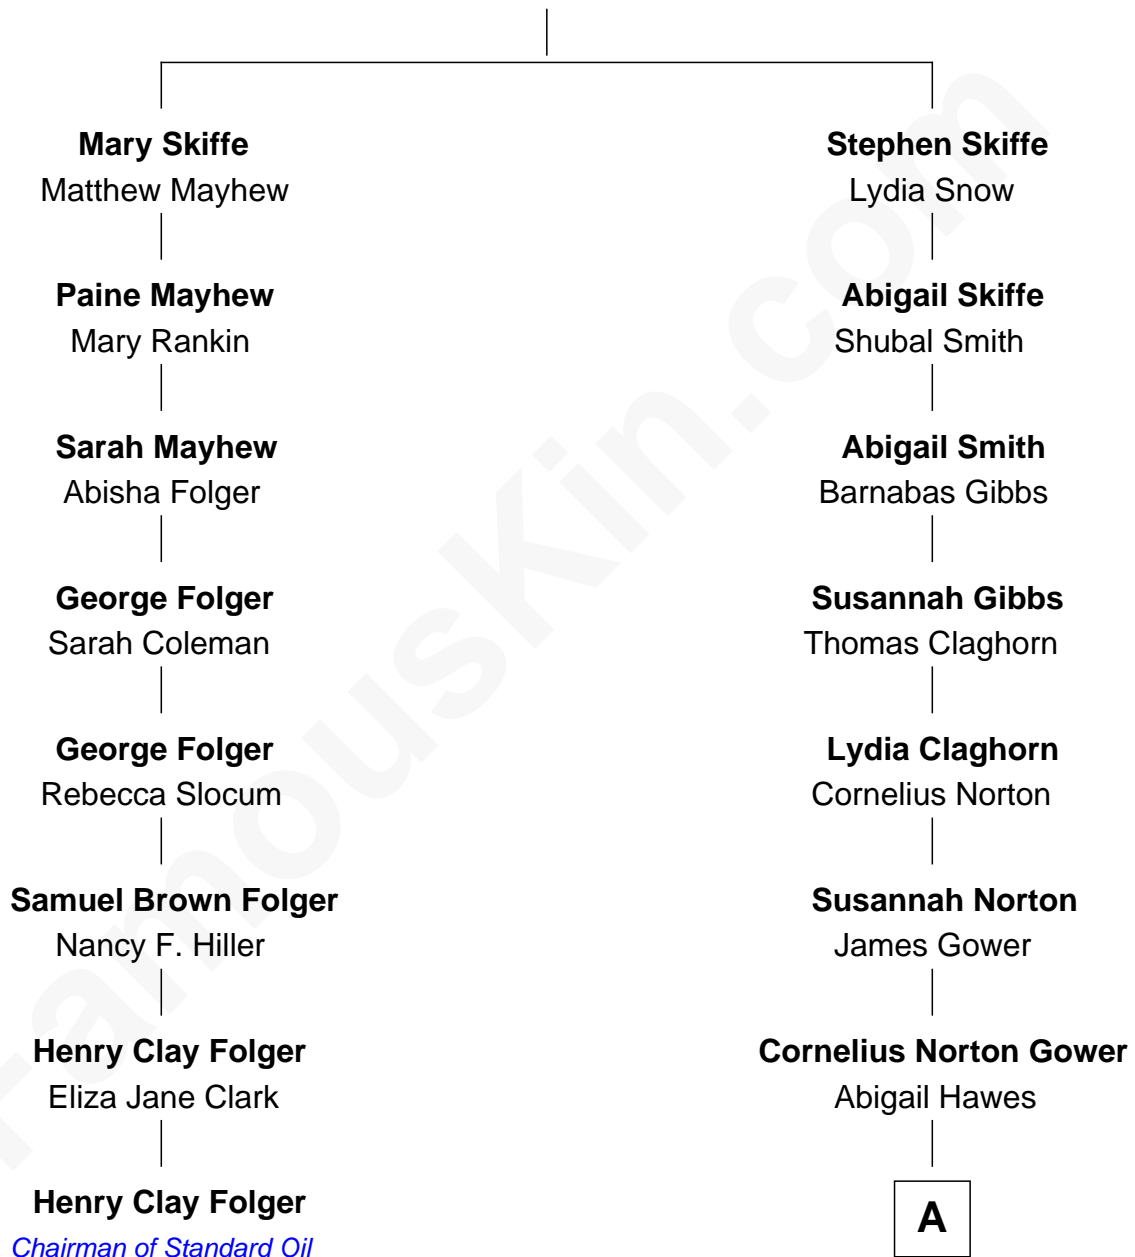 Mary Skiffe
Matthew Mayhew
Paine Mayhew
Mary Rankin
Sarah Mayhew
Abisha Folger
George Folger
Sarah Coleman
George Folger
Rebecca Slocum
Samuel Brown Folger
Nancy F. Hiller
Henry Clay Folger
Eliza Jane Clark
Henry Clay Folger
Chairman of Standard Oil
Stephen Skiffe
Lydia Snow
Abigail Skiffe
Shubal Smith
Abigail Smith
Barnabas Gibbs
Susannah Gibbs
Thomas Claghorn
Lydia Claghorn
Cornelius Norton
Susannah Norton
James Gower
Cornelius Norton Gower
Abigail Hawes
A
FamousKin.com